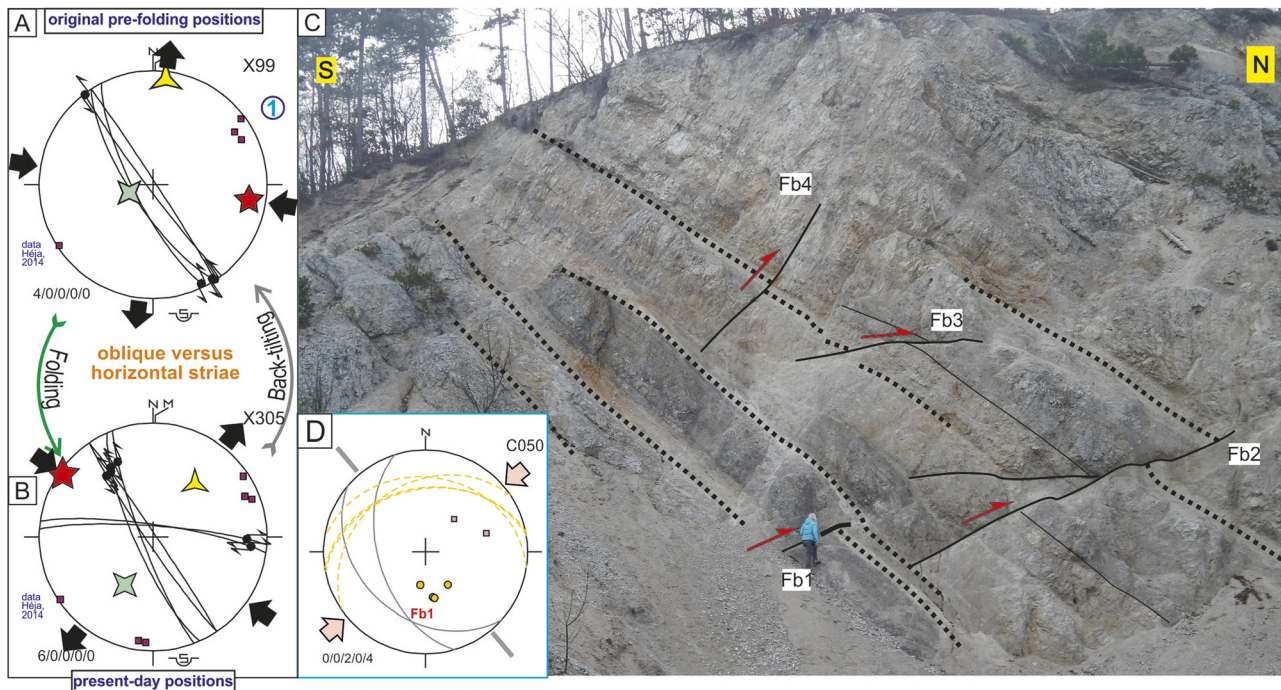 A
original pre-folding positions
N
X99
1
data
Héja,
2014
4/0/0/0/0
S
Folding
oblique versus
horizontal striae
Back-tilting
N M
X305
B
data
Héja,
2014
6/0/0/0/0
S
present-day positions
C
S
N
Fb4
Fb3
Fb2
Fb1
D
N
C050
Fb1
0/0/2/0/4